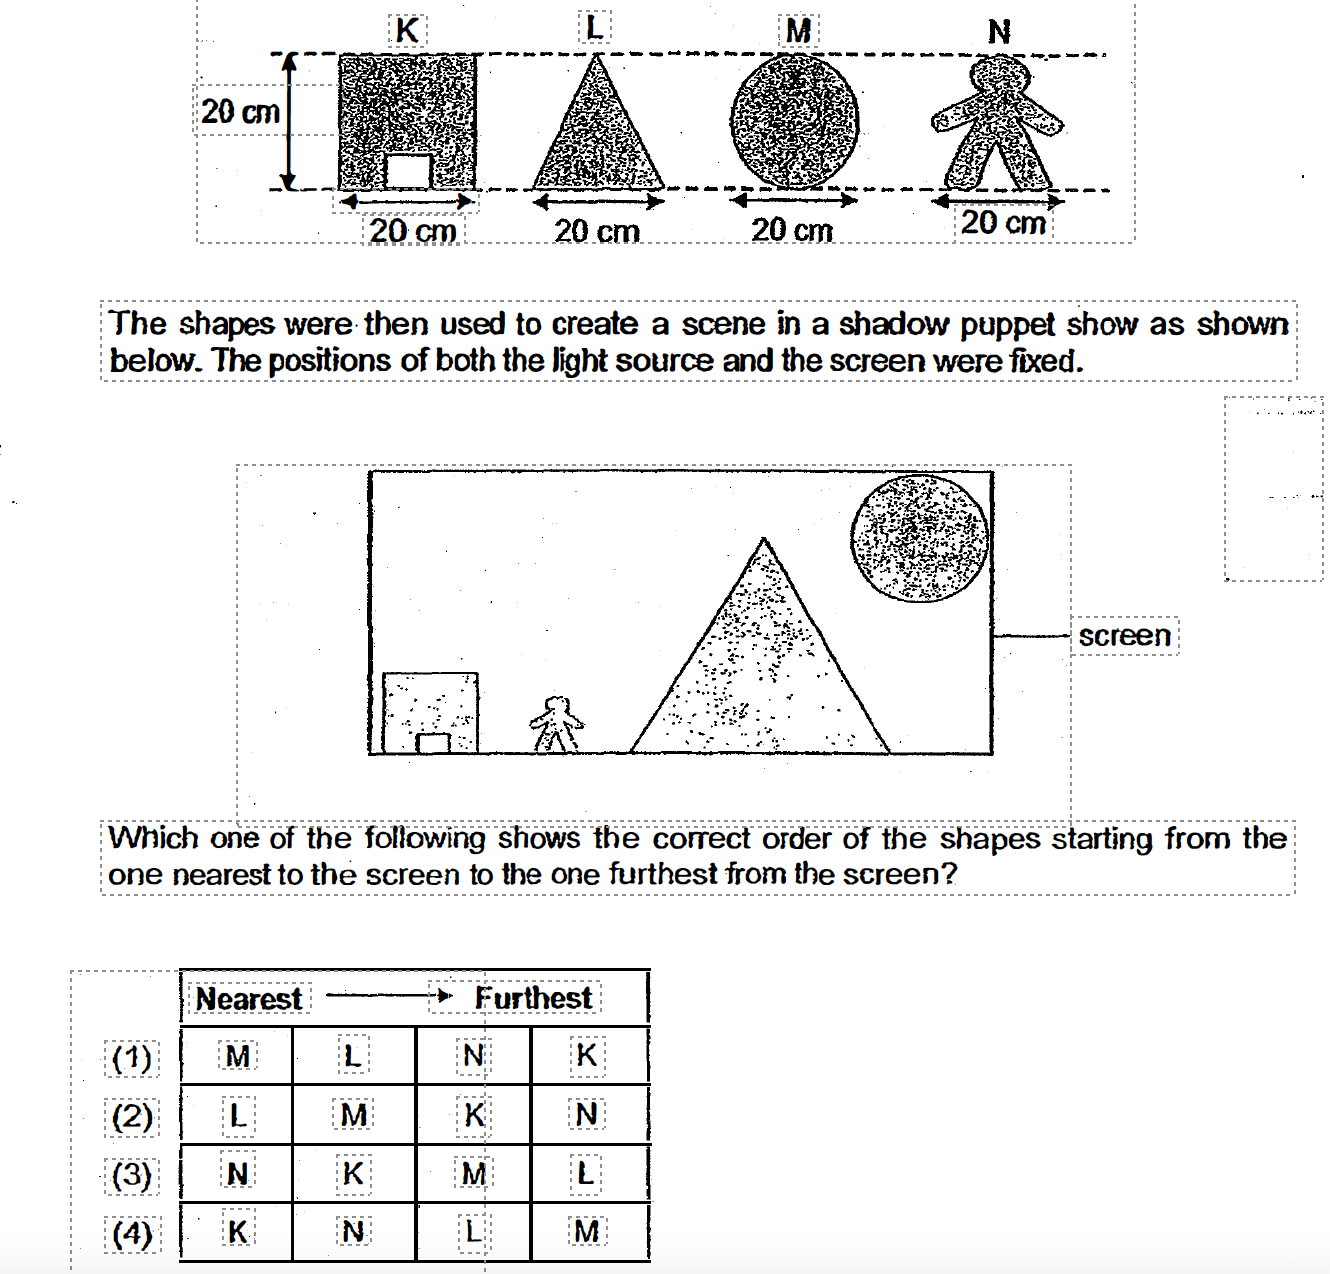 K L M N
20 cm
20 cm 20 cm 20 cm 20 cm
The shapes were then used to create a scene in a shadow puppet show as shown
below. The positions of both the light source and the screen were fixed.
screen
Which one of the following shows the correct order of the shapes starting from the
one nearest to the screen to the one furthest from the screen?
Nearest Furthest
(1) M L N K
(2) L M K N
(3) N K M L
(4) K N L M